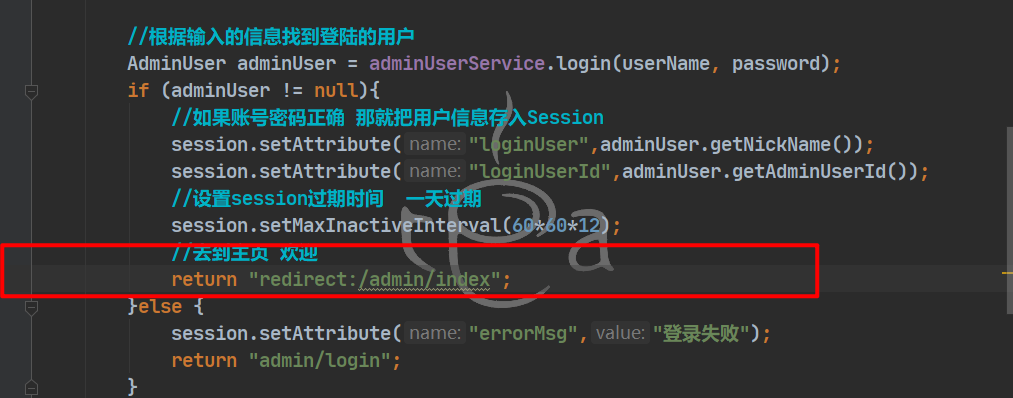 //根据输入的信息找到登陆的用户
AdminUser adminUser = adminUserService.login(userName, password);
if (adminUser != null){
//如果账号密码正确 那就把用户信息存入Session
session.setAttribute( name: "loginUser",adminUser.getNickName());
session.setAttribute( name: "loginUserId",adminUser.getAdminUserId());
//设置session过期时间  一天过期
session.setMaxInactiveInterval(60*60*12);
//去到主页 欢迎
return "redirect:/admin/index";
}else {
session.setAttribute( name: "errorMsg", value: "登录失败");
return "admin/login";
}